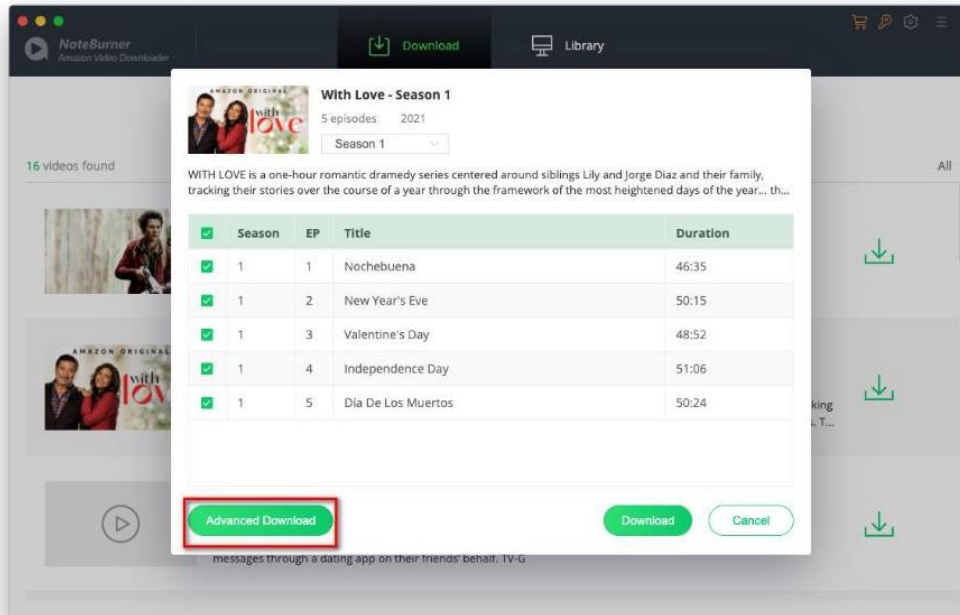 NoteBurner
Amazon Video Downloader
Download
Library
16 videos found
All
AMAZON ORIGINAL
with love
With Love - Season 1
5 episodes 2021
Season 1
WITH LOVE is a one-hour romantic dramedy series centered around siblings Lily and Jorge Diaz and their family,
tracking their stories over the course of a year through the framework of the most heightened days of the year... th...
Season EP Title Duration
1 1 Nochebuena 46:35
1 2 New Year's Eve 50:15
1 3 Valentine's Day 48:52
1 4 Independence Day 51:06
1 5 Día De Los Muertos 50:24
AMAZON ORIGINAL
with
lov
king
s. T...
Advanced Download
Download
Cancel
messages through a dating app on their friends' behalf. TV-G